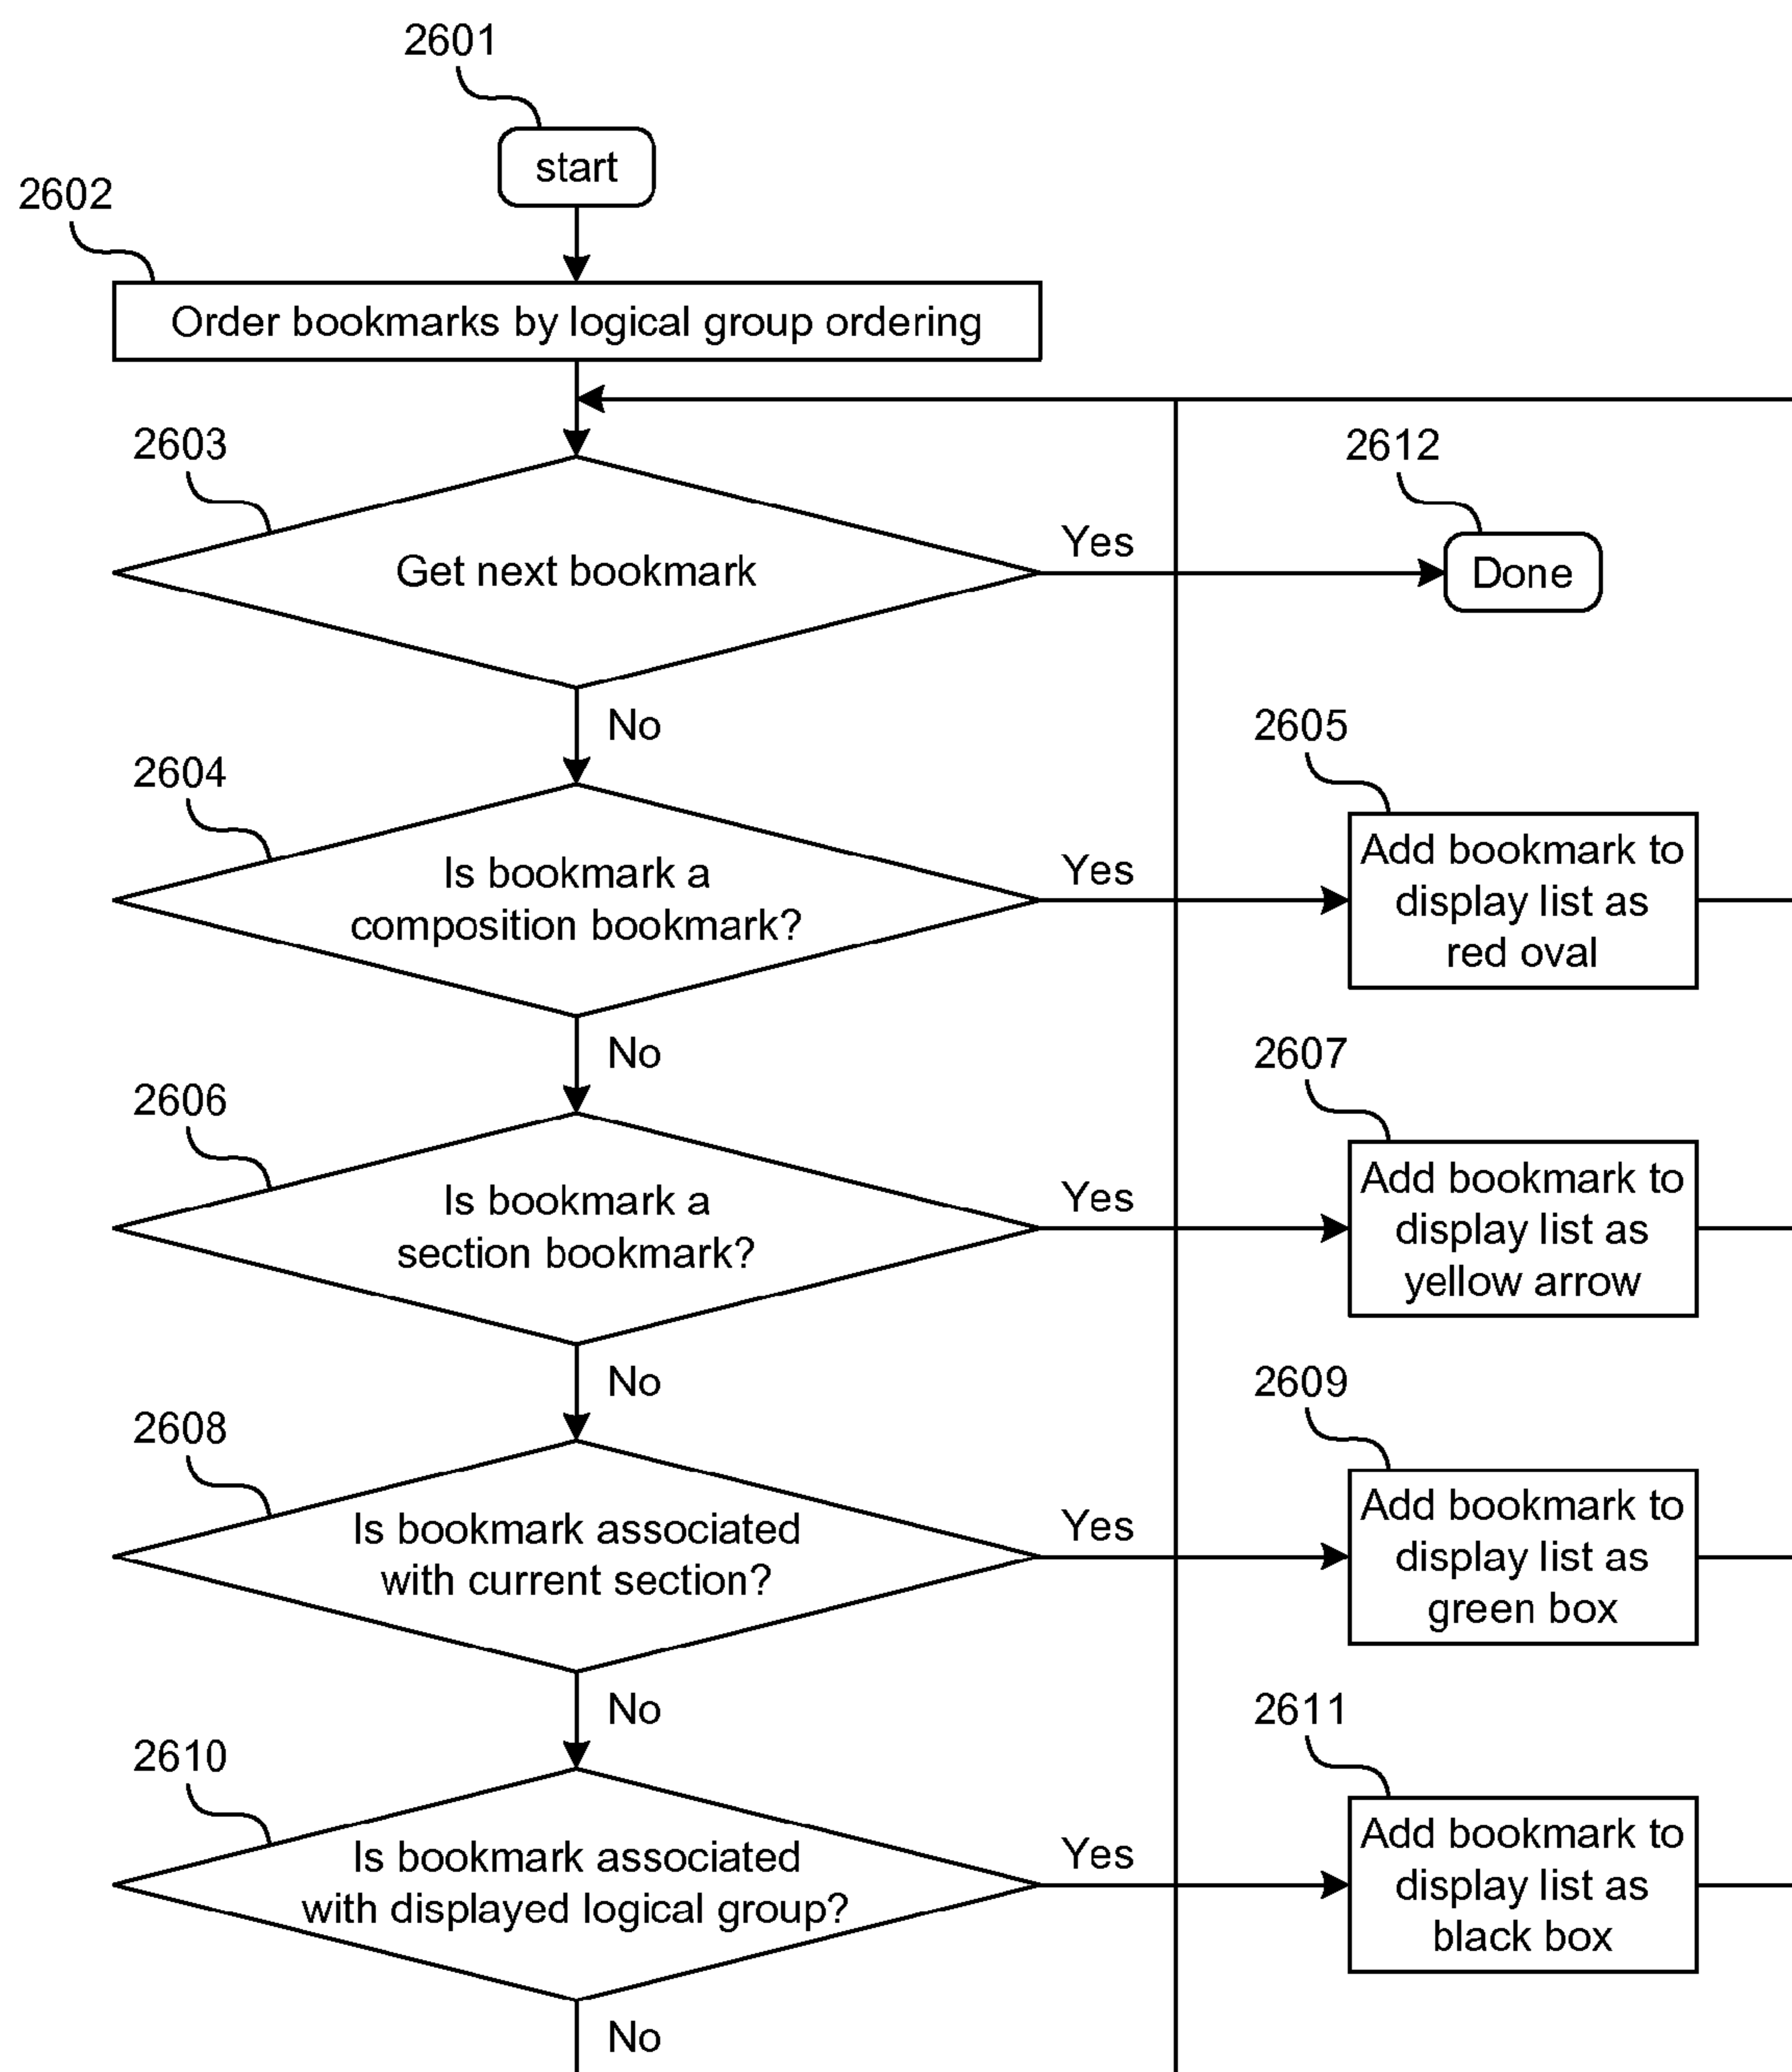 2601
start
2602
Order bookmarks by logical group ordering
2603
Get next bookmark
Yes
2612
Done
No
2604
Is bookmark a
composition bookmark?
Yes
2605
Add bookmark to
display list as
red oval
No
2606
Is bookmark a
section bookmark?
Yes
2607
Add bookmark to
display list as
yellow arrow
No
2608
Is bookmark associated
with current section?
Yes
2609
Add bookmark to
display list as
green box
No
2610
Is bookmark associated
with displayed logical group?
Yes
2611
Add bookmark to
display list as
black box
No